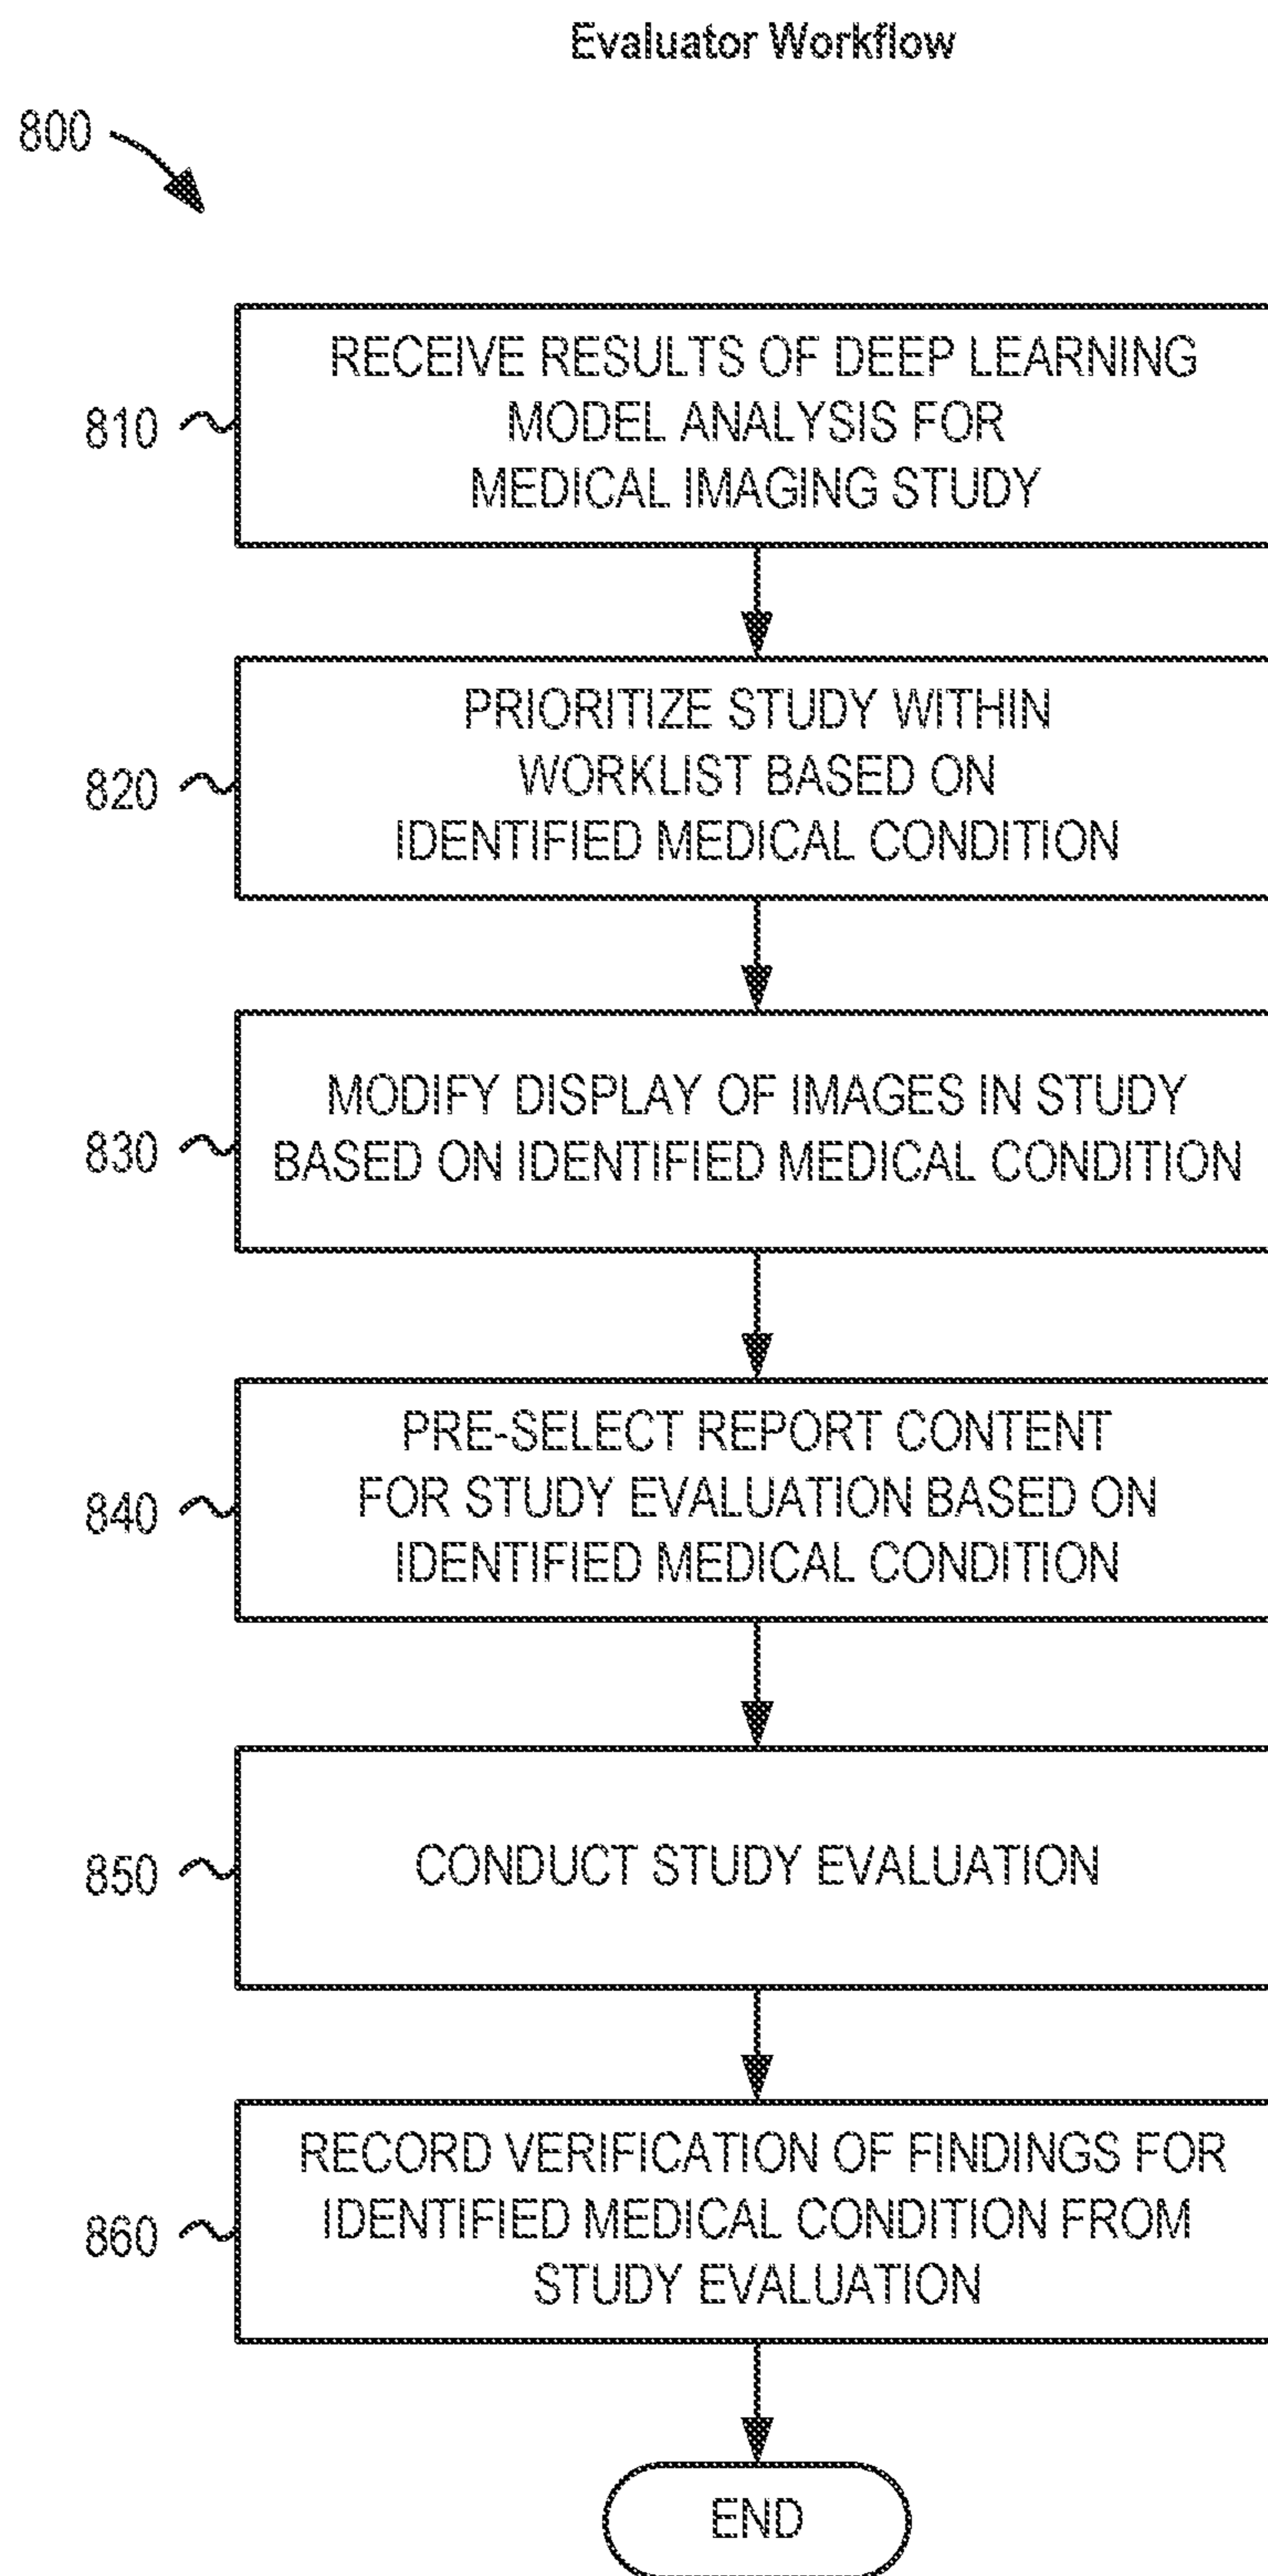 Evaluator Workflow
800
810
RECEIVE RESULTS OF DEEP LEARNING
MODEL ANALYSIS FOR
MEDICAL IMAGING STUDY
820
PRIORITIZE STUDY WITHIN
WORKLIST BASED ON
IDENTIFIED MEDICAL CONDITION
830
MODIFY DISPLAY OF IMAGES IN STUDY
BASED ON IDENTIFIED MEDICAL CONDITION
840
PRE-SELECT REPORT CONTENT
FOR STUDY EVALUATION BASED ON
IDENTIFIED MEDICAL CONDITION
850
CONDUCT STUDY EVALUATION
860
RECORD VERIFICATION OF FINDINGS FOR
IDENTIFIED MEDICAL CONDITION FROM
STUDY EVALUATION
END